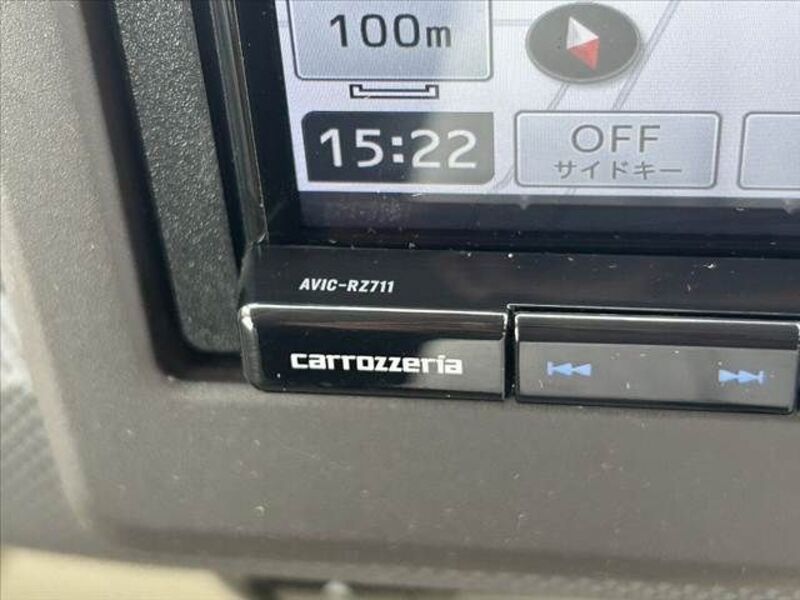 100m
15:22
OFF
サイドキー
AVIC-RZ711
carrozzeria